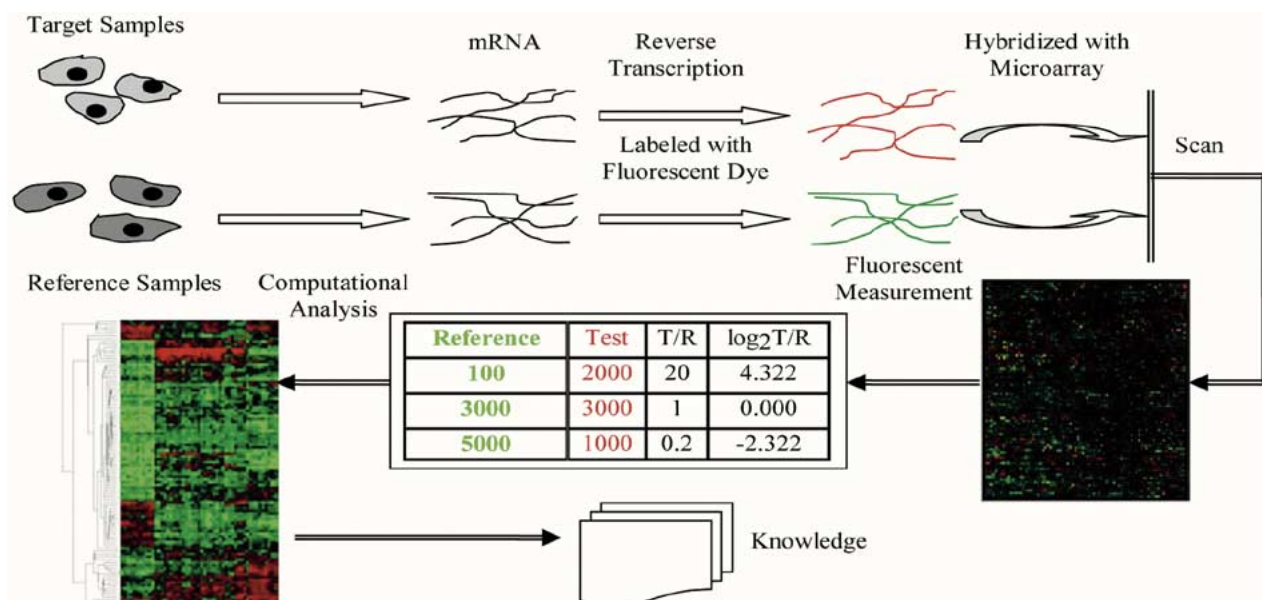 Target Samples
mRNA
Reverse
Transcription
Hybridized with
Microarray
Labeled with
Fluorescent Dye
Scan
Reference Samples
Computational
Analysis
Fluorescent
Measurement
Reference Test T/R log2T/R
100 2000 20 4.322
3000 3000 1 0.000
5000 1000 0.2 -2.322
Knowledge